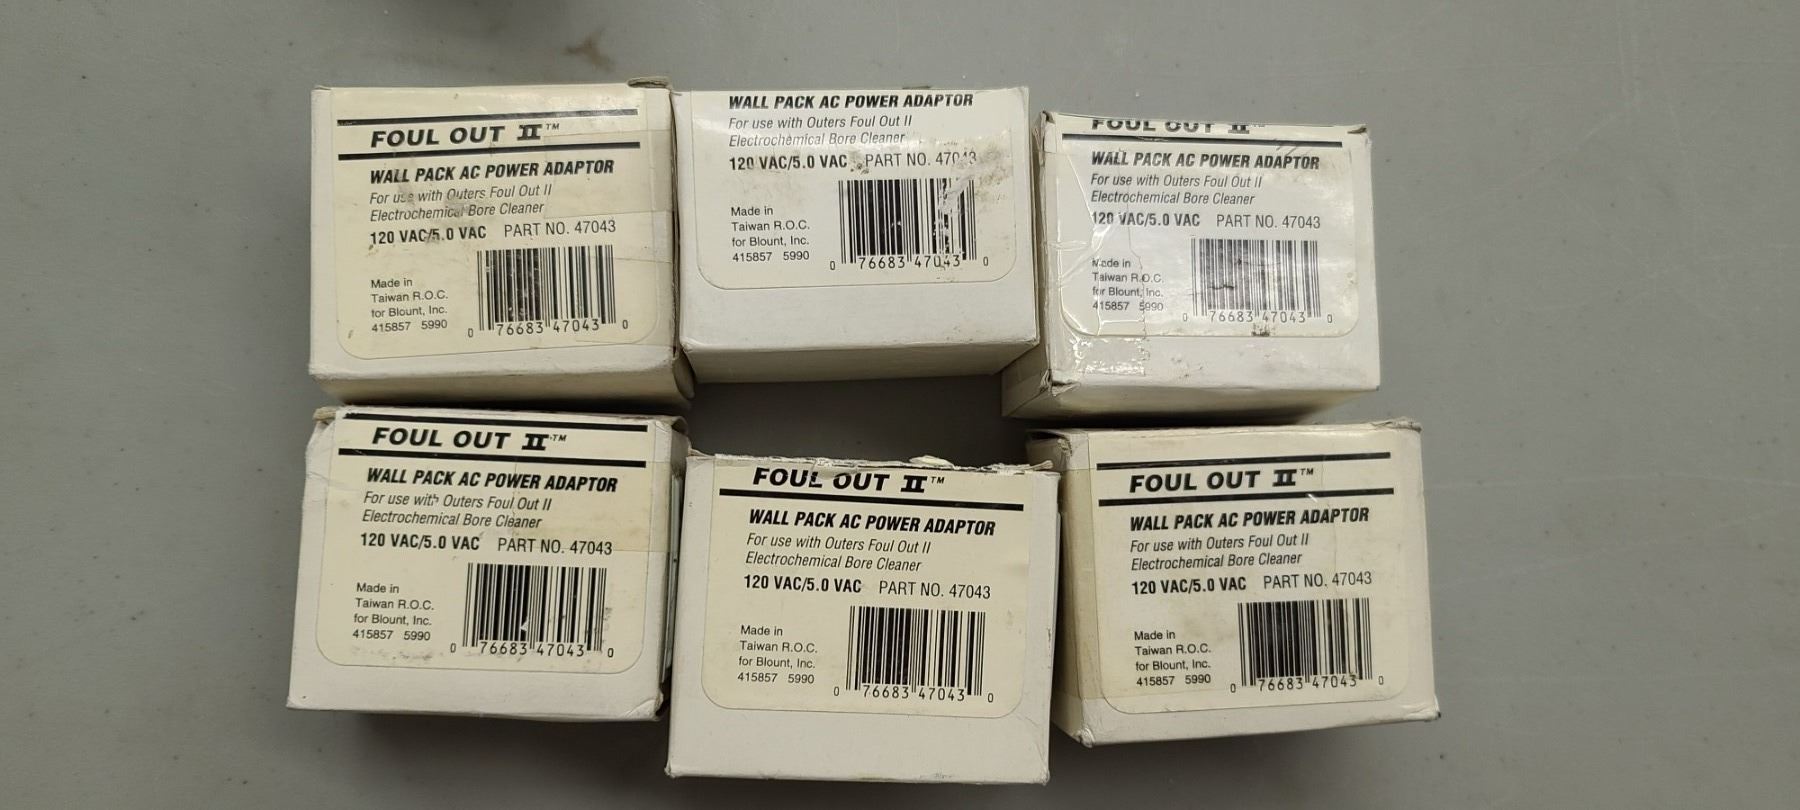 FOUL OUT II™
WALL PACK AC POWER ADAPTOR
For use with Outers Foul Out II
Electrochemical Bore Cleaner
120 VAC/5.0 VAC PART NO. 47043
Made in
Taiwan R.O.C.
for Blount, Inc.
415857 5990
0 76683 47043 0
WALL PACK AC POWER ADAPTOR
For use with Outers Foul Out II
Electrochemical Bore Cleaner
120 VAC/5.0 VAC PART NO. 47043
Made in
Taiwan R.O.C.
for Blount, Inc.
415857 5990
0 76683 47043 0
FOUL OUT II™
WALL PACK AC POWER ADAPTOR
For use with Outers Foul Out II
Electrochemical Bore Cleaner
120 VAC/5.0 VAC PART NO. 47043
Made in
Taiwan R.O.C.
for Blount, Inc.
415857 5990
0 76683 47043 0
FOUL OUT II™
WALL PACK AC POWER ADAPTOR
For use with Outers Foul Out II
Electrochemical Bore Cleaner
120 VAC/5.0 VAC PART NO. 47043
Made in
Taiwan R.O.C.
for Blount, Inc.
415857 5990
0 76683 47043 0
FOUL OUT II™
WALL PACK AC POWER ADAPTOR
For use with Outers Foul Out II
Electrochemical Bore Cleaner
120 VAC/5.0 VAC PART NO. 47043
Made in
Taiwan R.O.C.
for Blount, Inc.
415857 5990
0 76683 47043 0
FOUL OUT II™
WALL PACK AC POWER ADAPTOR
For use with Outers Foul Out II
Electrochemical Bore Cleaner
120 VAC/5.0 VAC PART NO. 47043
Made in
Taiwan R.O.C.
for Blount, Inc.
415857 5990
0 76683 47043 0